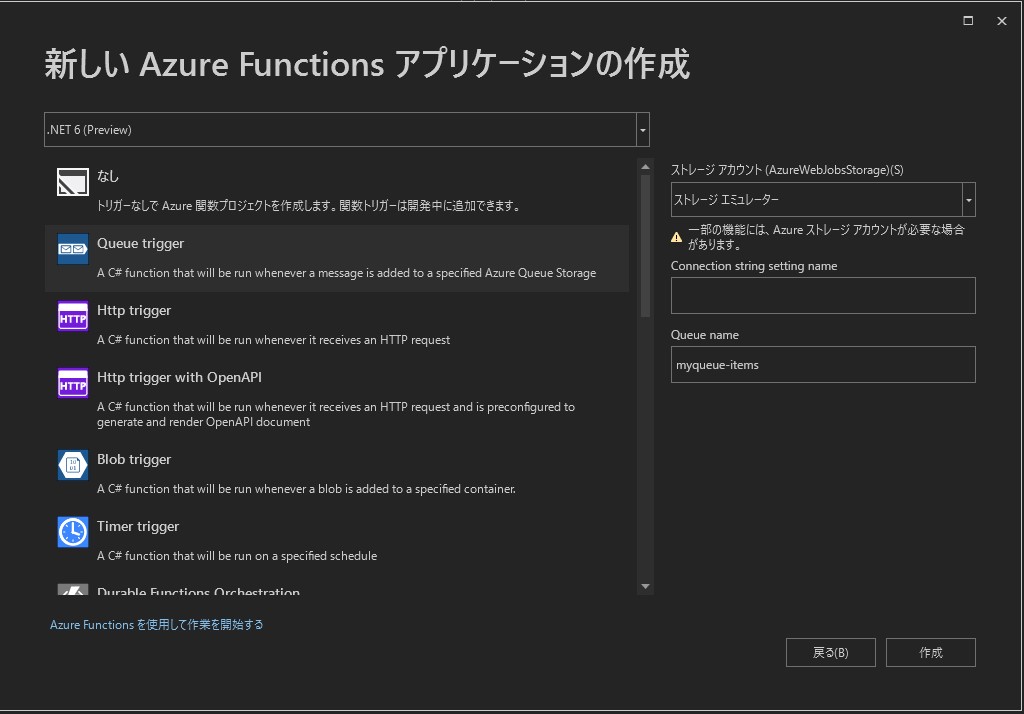 新しい Azure Functions アプリケーションの作成
.NET 6 (Preview)
なし
トリガーなしで Azure 関数プロジェクトを作成します。関数トリガーは開発中に追加できます。
Queue trigger
A C# function that will be run whenever a message is added to a specified Azure Queue Storage
HTTP
Http trigger
A C# function that will be run whenever it receives an HTTP request
HTTP
Http trigger with OpenAPI
A C# function that will be run whenever it receives an HTTP request and is preconfigured to
generate and render OpenAPI document
Blob trigger
A C# function that will be run whenever a blob is added to a specified container.
Timer trigger
A C# function that will be run on a specified schedule
Durable Functions Orchestration
Azure Functions を使用して作業を開始する
ストレージ アカウント (AzureWebJobsStorage)(S)
ストレージ エミュレーター
一部の機能には、Azure ストレージ アカウントが必要な場合
があります。
Connection string setting name
Queue name
myqueue-items
戻る(B)
作成